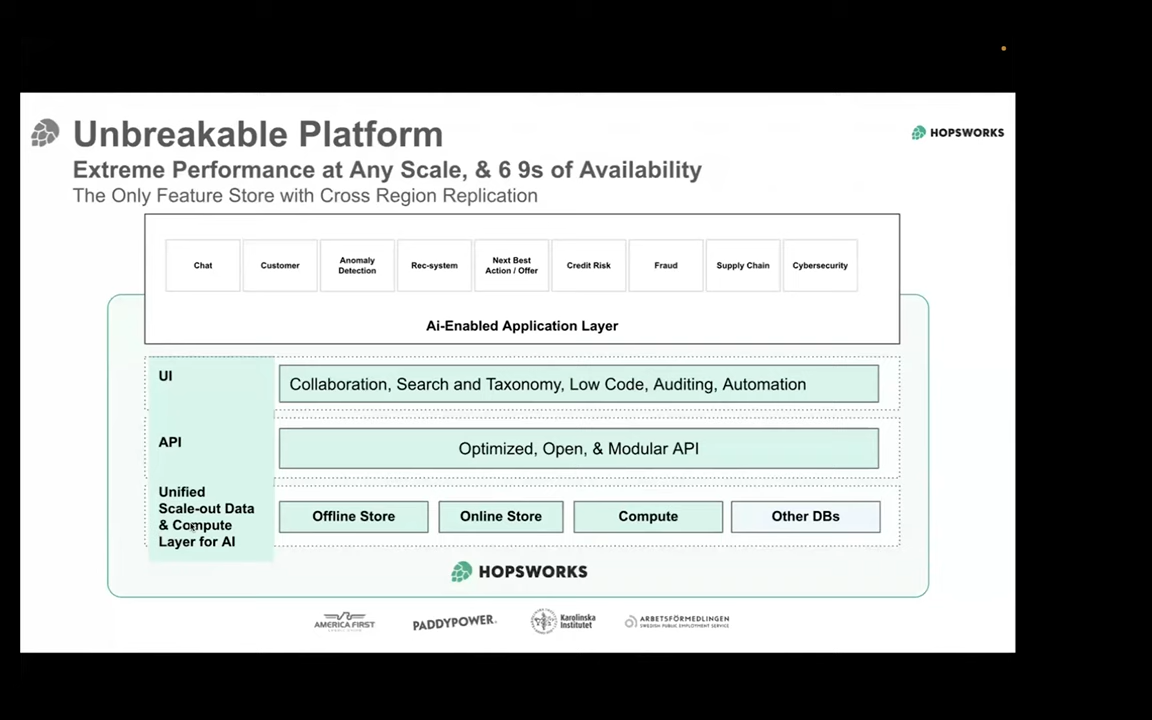 Unbreakable Platform
HOPSWORKS
Extreme Performance at Any Scale, & 6 9s of Availability
The Only Feature Store with Cross Region Replication
Chat
Customer
Anomaly
Detection
Rec-system
Next Best
Action / Offer
Credit Risk
Fraud
Supply Chain
Cybersecurity
Ai-Enabled Application Layer
UI
Collaboration, Search and Taxonomy, Low Code, Auditing, Automation
API
Optimized, Open, & Modular API
Unified
Scale-out Data
& Compute
Layer for AI
Offline Store
Online Store
Compute
Other DBs
HOPSWORKS
AMERICA FIRST
PADDYPOWER.
Karolinska
Institutet
ARBETSFÖRMEDLINGEN
SWEDISH PUBLIC EMPLOYMENT SERVICE